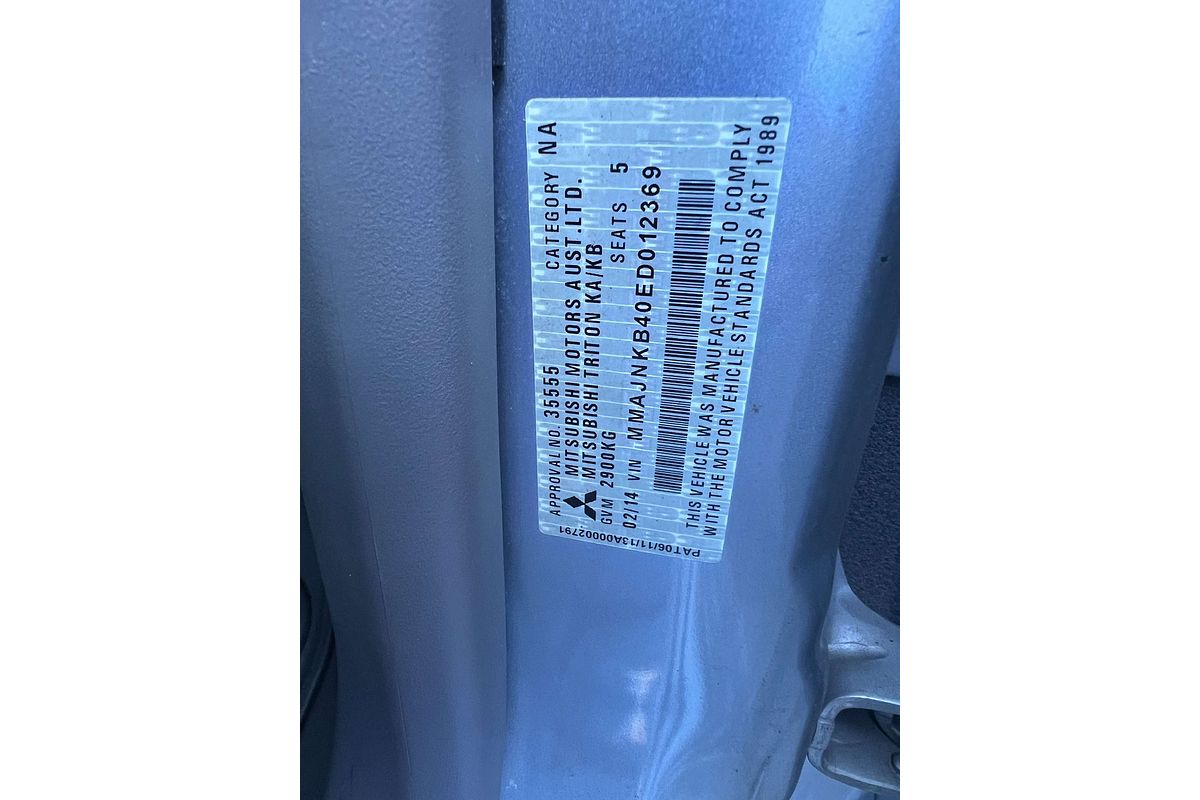 APPROVAL NO. 35555 CATEGORY NA
MITSUBISHI MOTORS AUST.LTD.
MITSUBISHI TRITON KA/KB
GVM 2900KG SEATS 5
02/14 VIN MMAJNKB40ED012369
THIS VEHICLE WAS MANUFACTURED TO COMPLY
WITH THE MOTOR VEHICLE STANDARDS ACT 1989
PAT06/11/13A00002791